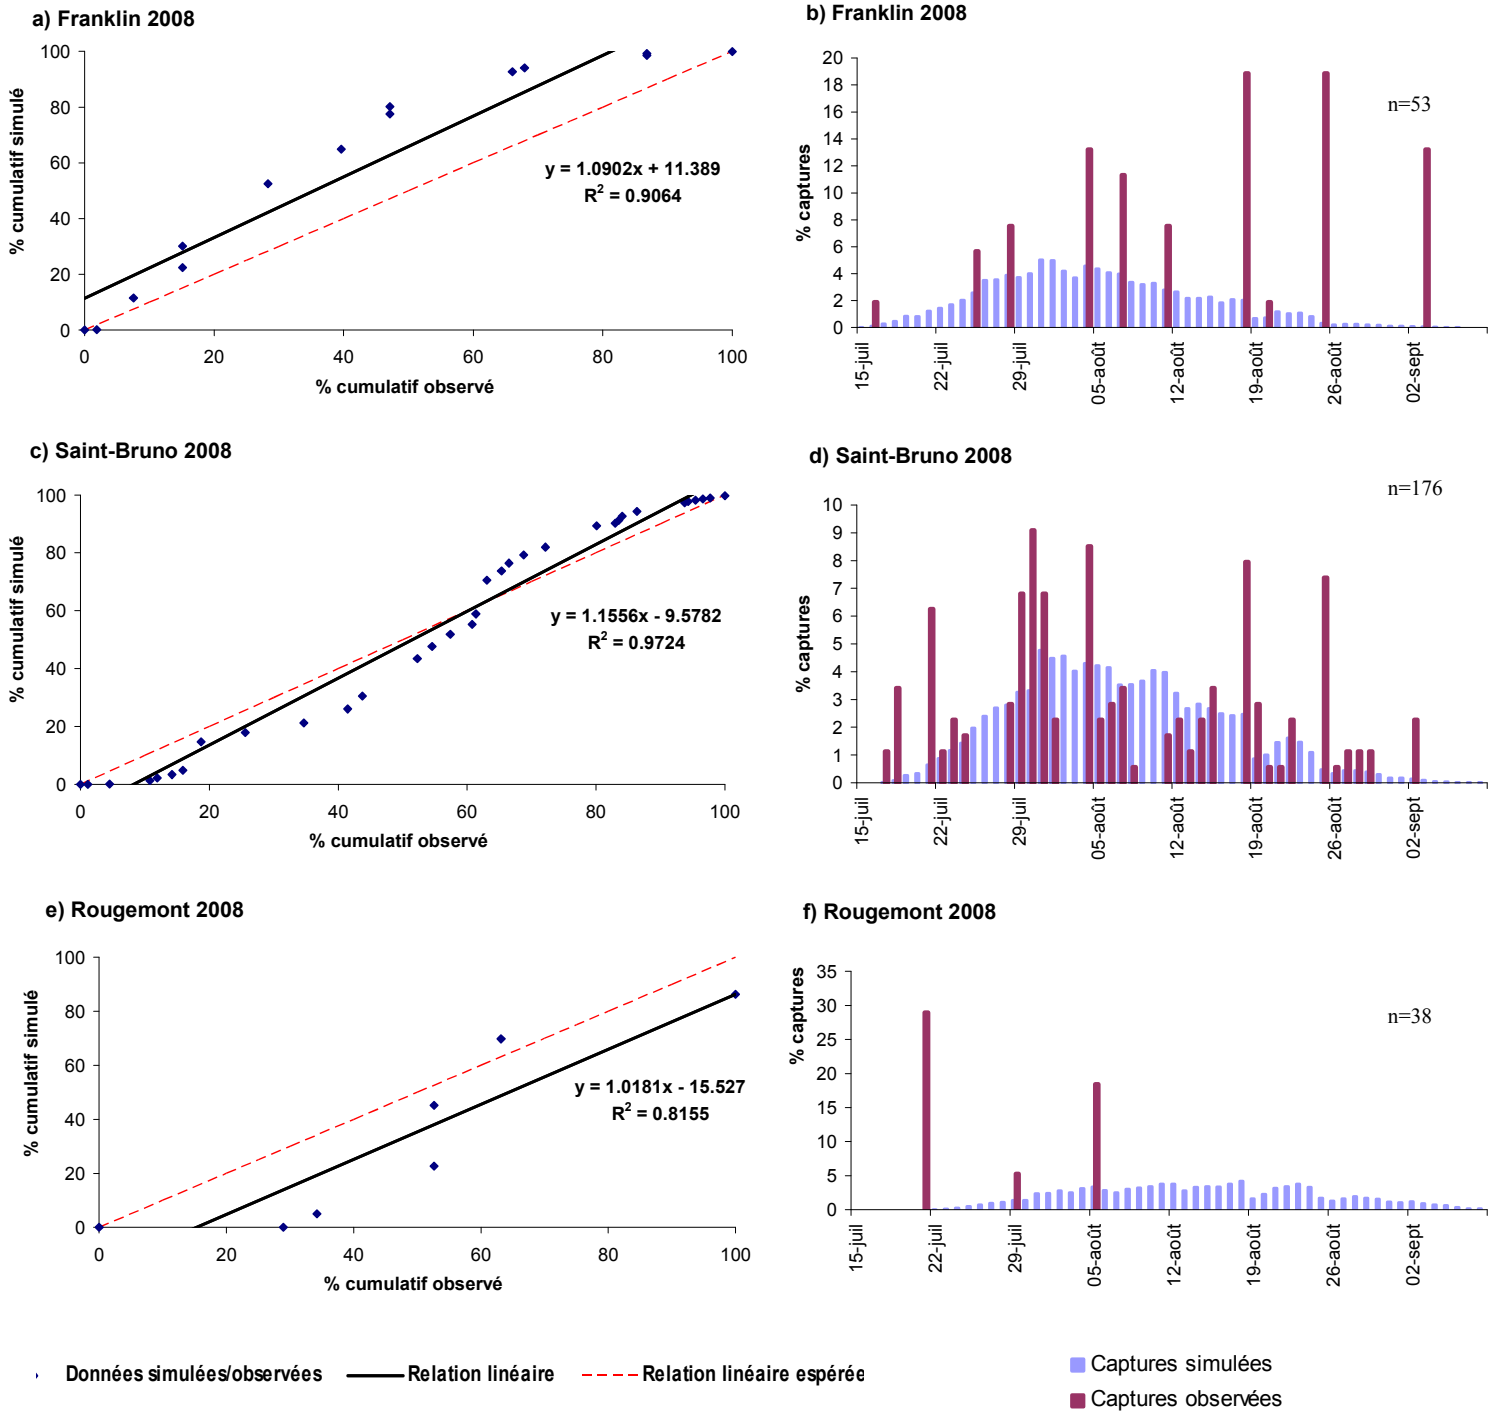 a) Franklin 2008
% cumulatif simulé
100
80
60
40
20
0
0 20 40 60 80 100
% cumulatif observé
y = 1.0902x + 11.389
R² = 0.9064
b) Franklin 2008
% captures
20
18
16
14
12
10
8
6
4
2
0
n=53
15-juil
22-juil
29-juil
05-août
12-août
19-août
26-août
02-sept
c) Saint-Bruno 2008
% cumulatif simulé
100
80
60
40
20
0
0 20 40 60 80 100
% cumulatif observé
y = 1.1556x - 9.5782
R² = 0.9724
d) Saint-Bruno 2008
% captures
10
9
8
7
6
5
4
3
2
1
0
n=176
15-juil
22-juil
29-juil
05-août
12-août
19-août
26-août
02-sept
e) Rougemont 2008
% cumulatif simulé
100
80
60
40
20
0
0 20 40 60 80 100
% cumulatif observé
y = 1.0181x - 15.527
R² = 0.8155
f) Rougemont 2008
% captures
35
30
25
20
15
10
5
0
n=38
15-juil
22-juil
29-juil
05-août
12-août
19-août
26-août
02-sept
Données simulées/observées
Relation linéaire
Relation linéaire espérée
Captures simulées
Captures observées